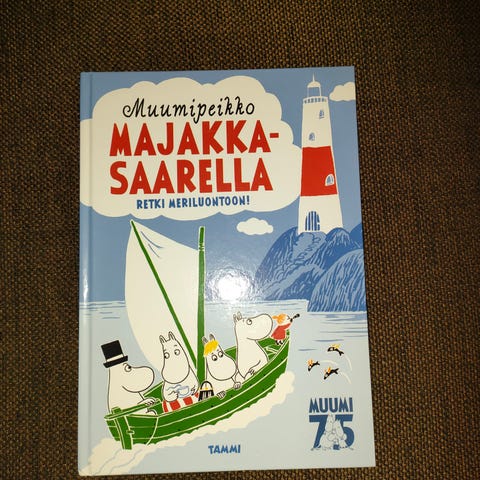 Muumipeikko
MAJAKKA-
SAARELLA
RETKI MERILUONTOON!
MUUMI
75
TAMMI